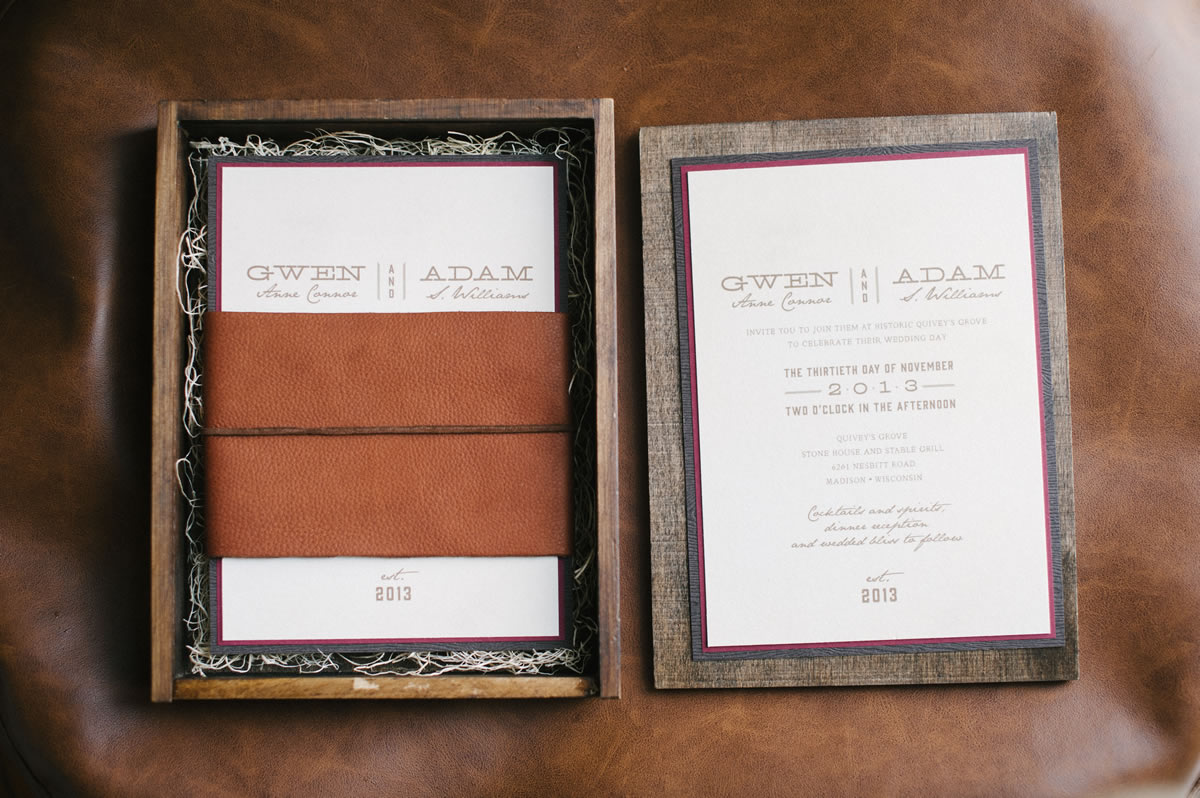 GWEN AND ADAM
Anne Connor S. Williams
est.
2013
GWEN AND ADAM
Anne Connor S. Williams
INVITE YOU TO JOIN THEM AT HISTORIC QUIVEY'S GROVE
TO CELEBRATE THEIR WEDDING DAY
THE THIRTIETH DAY OF NOVEMBER
2·0·1·3
TWO O'CLOCK IN THE AFTERNOON
QUIVEY'S GROVE
STONE HOUSE AND STABLE GRILL
6261 NESBITT ROAD
MADISON • WISCONSIN
Cocktails and spirits,
dinner reception
and wedded bliss to follow
est.
2013